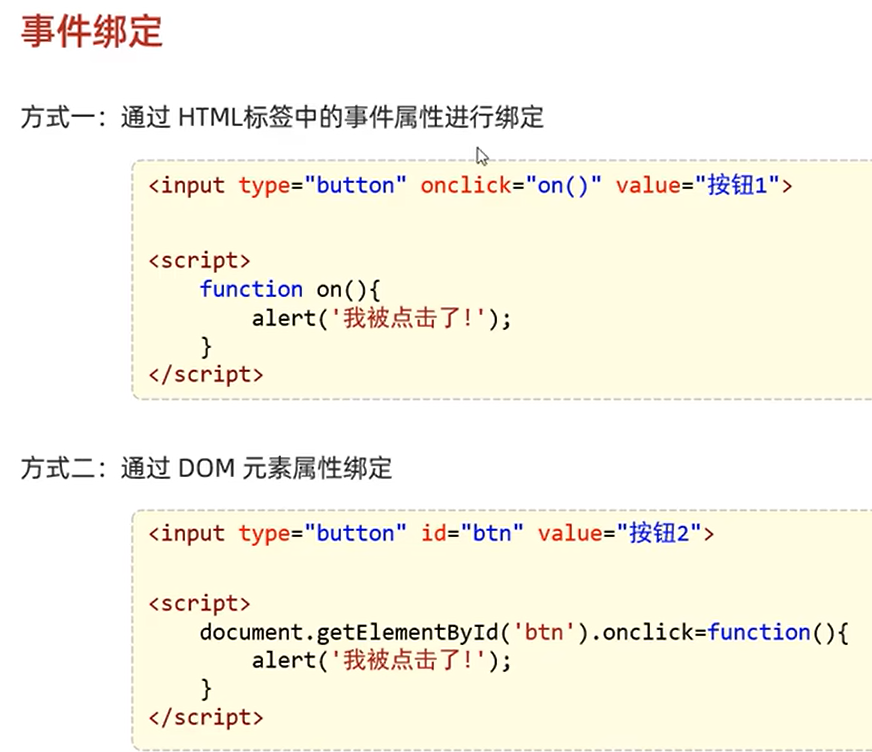 事件绑定
方式一：通过 HTML标签中的事件属性进行绑定
<input type="button" onclick="on()" value="按钮1">
<script>
function on(){
alert('我被点击了!');
}
</script>
方式二：通过 DOM 元素属性绑定
<input type="button" id="btn" value="按钮2">
<script>
document.getElementById('btn').onclick=function(){
alert('我被点击了!');
}
</script>